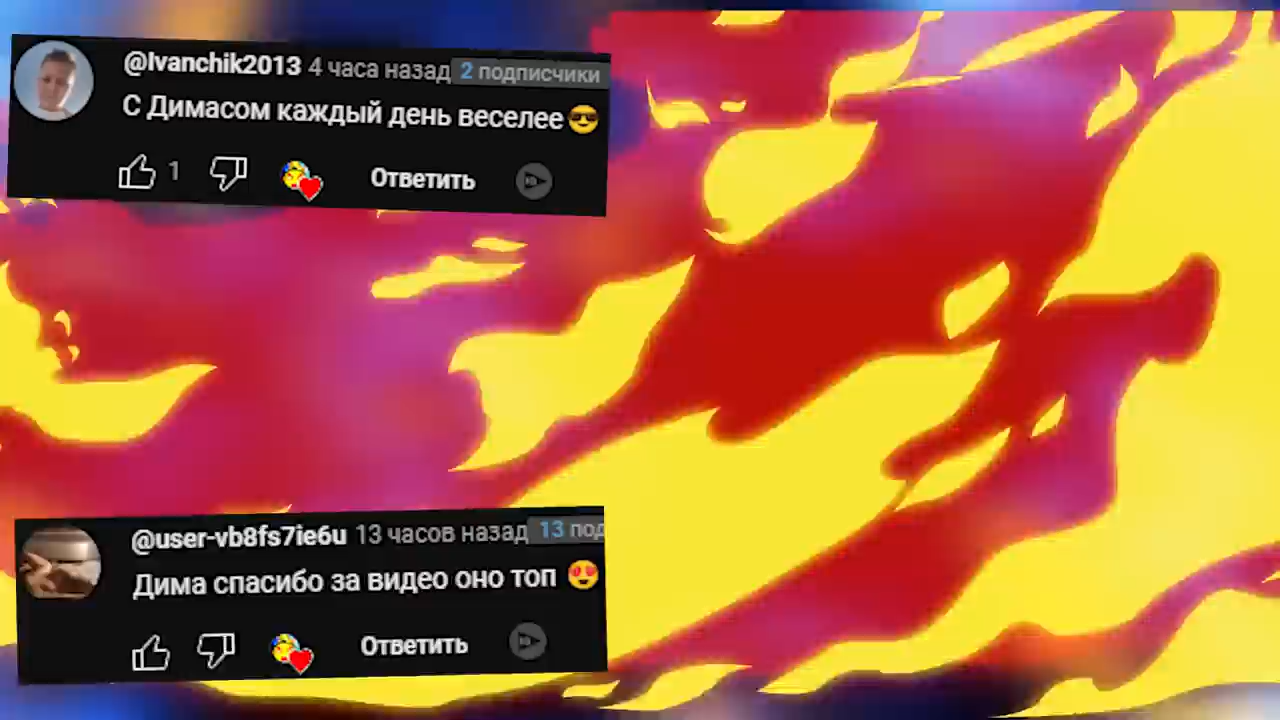 @Ivanchik2013 4 часа назад 2 подписчики
С Димасом каждый день веселее😎
1 Ответить
@user-vb8fs7ie6u 13 часов назад 13 под
Дима спасибо за видео оно топ 😍
Ответить